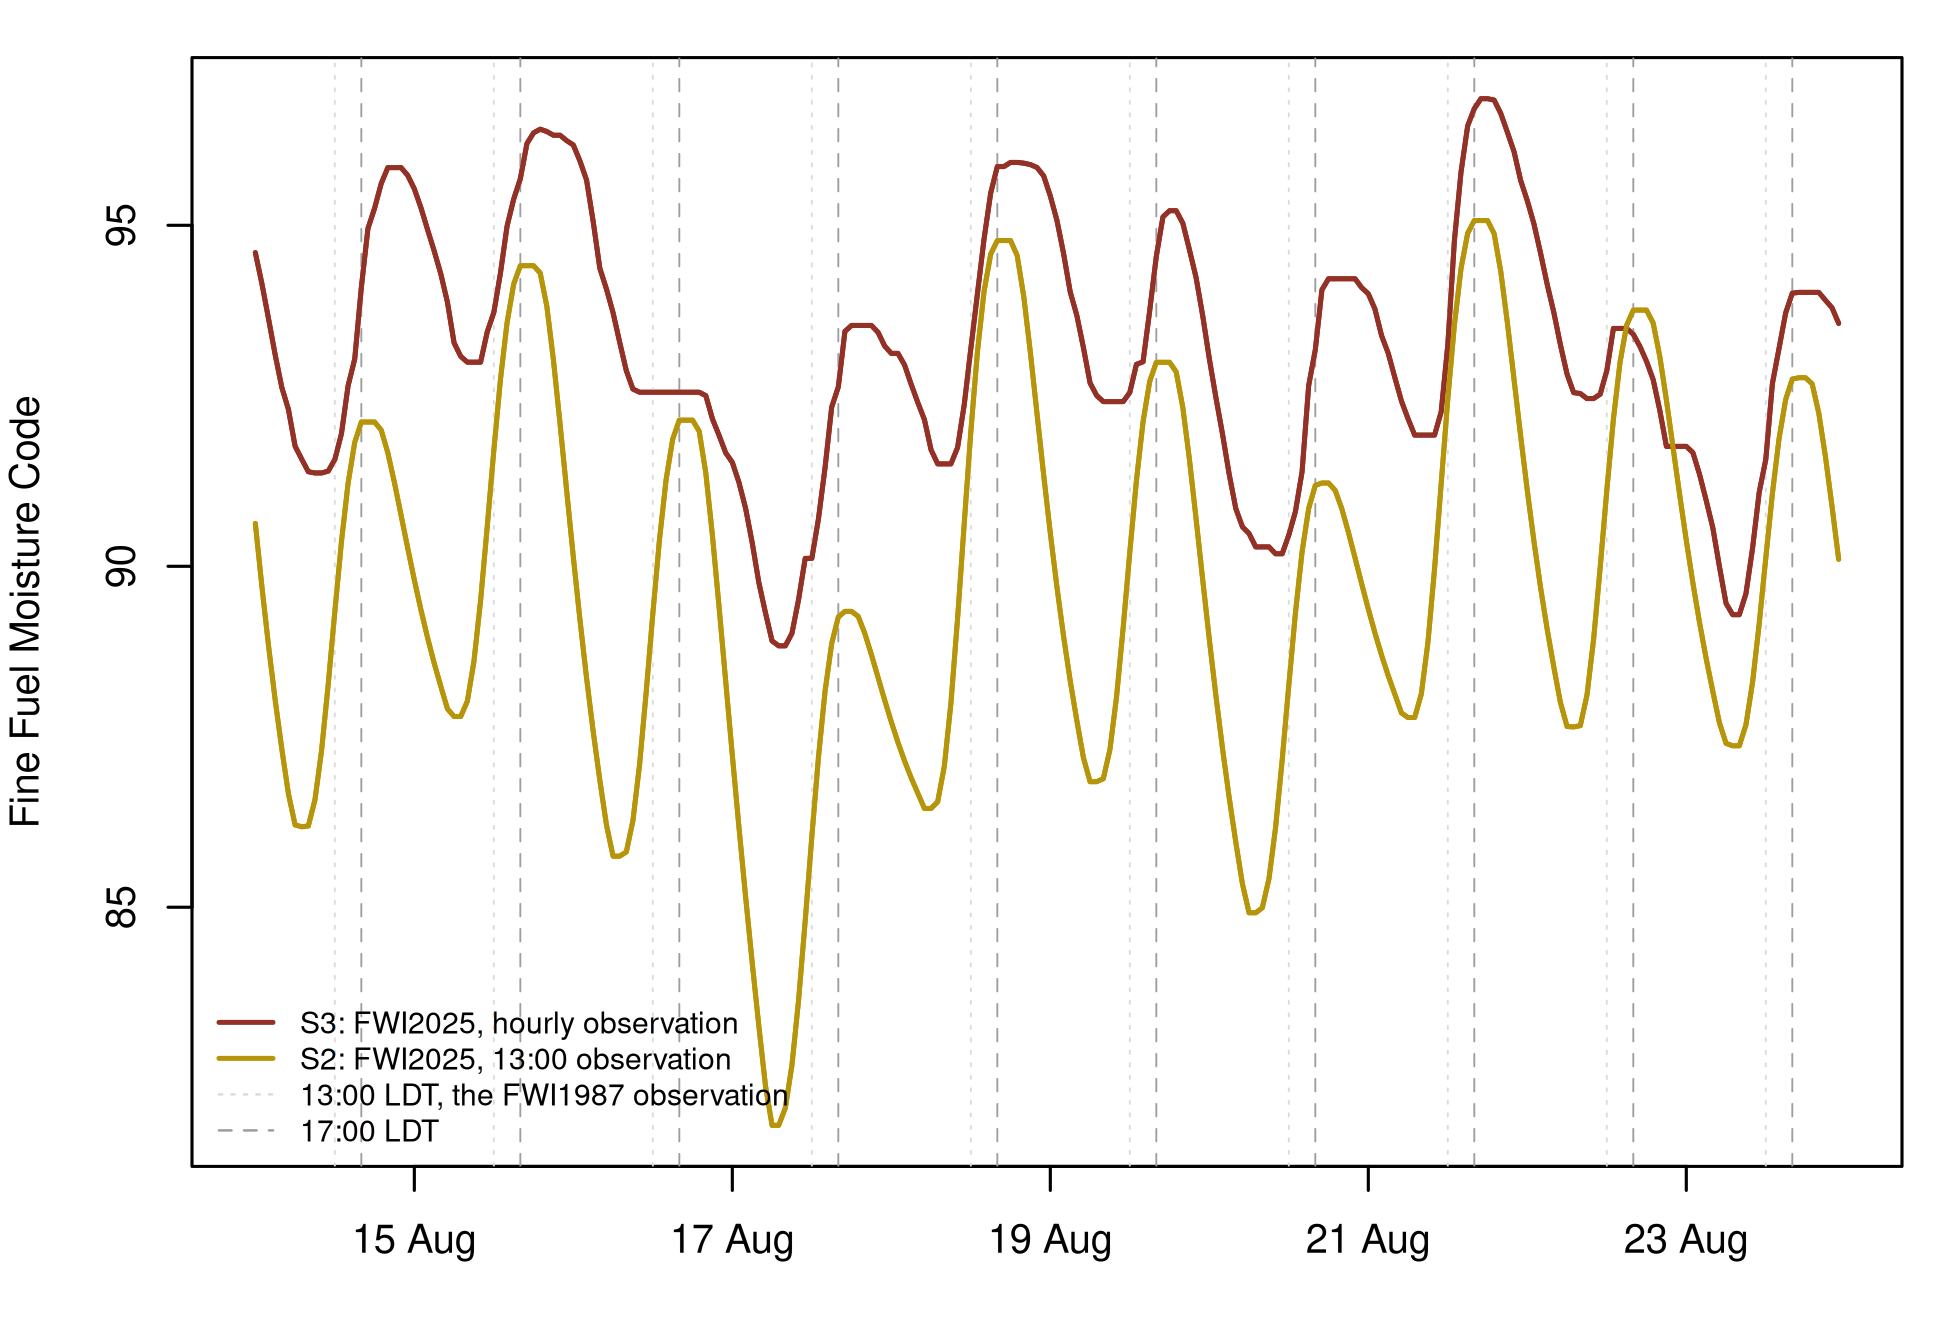 Fine Fuel Moisture Code
95
90
85
S3: FWI2025, hourly observation
S2: FWI2025, 13:00 observation
13:00 LDT, the FWI1987 observation
17:00 LDT
15 Aug
17 Aug
19 Aug
21 Aug
23 Aug